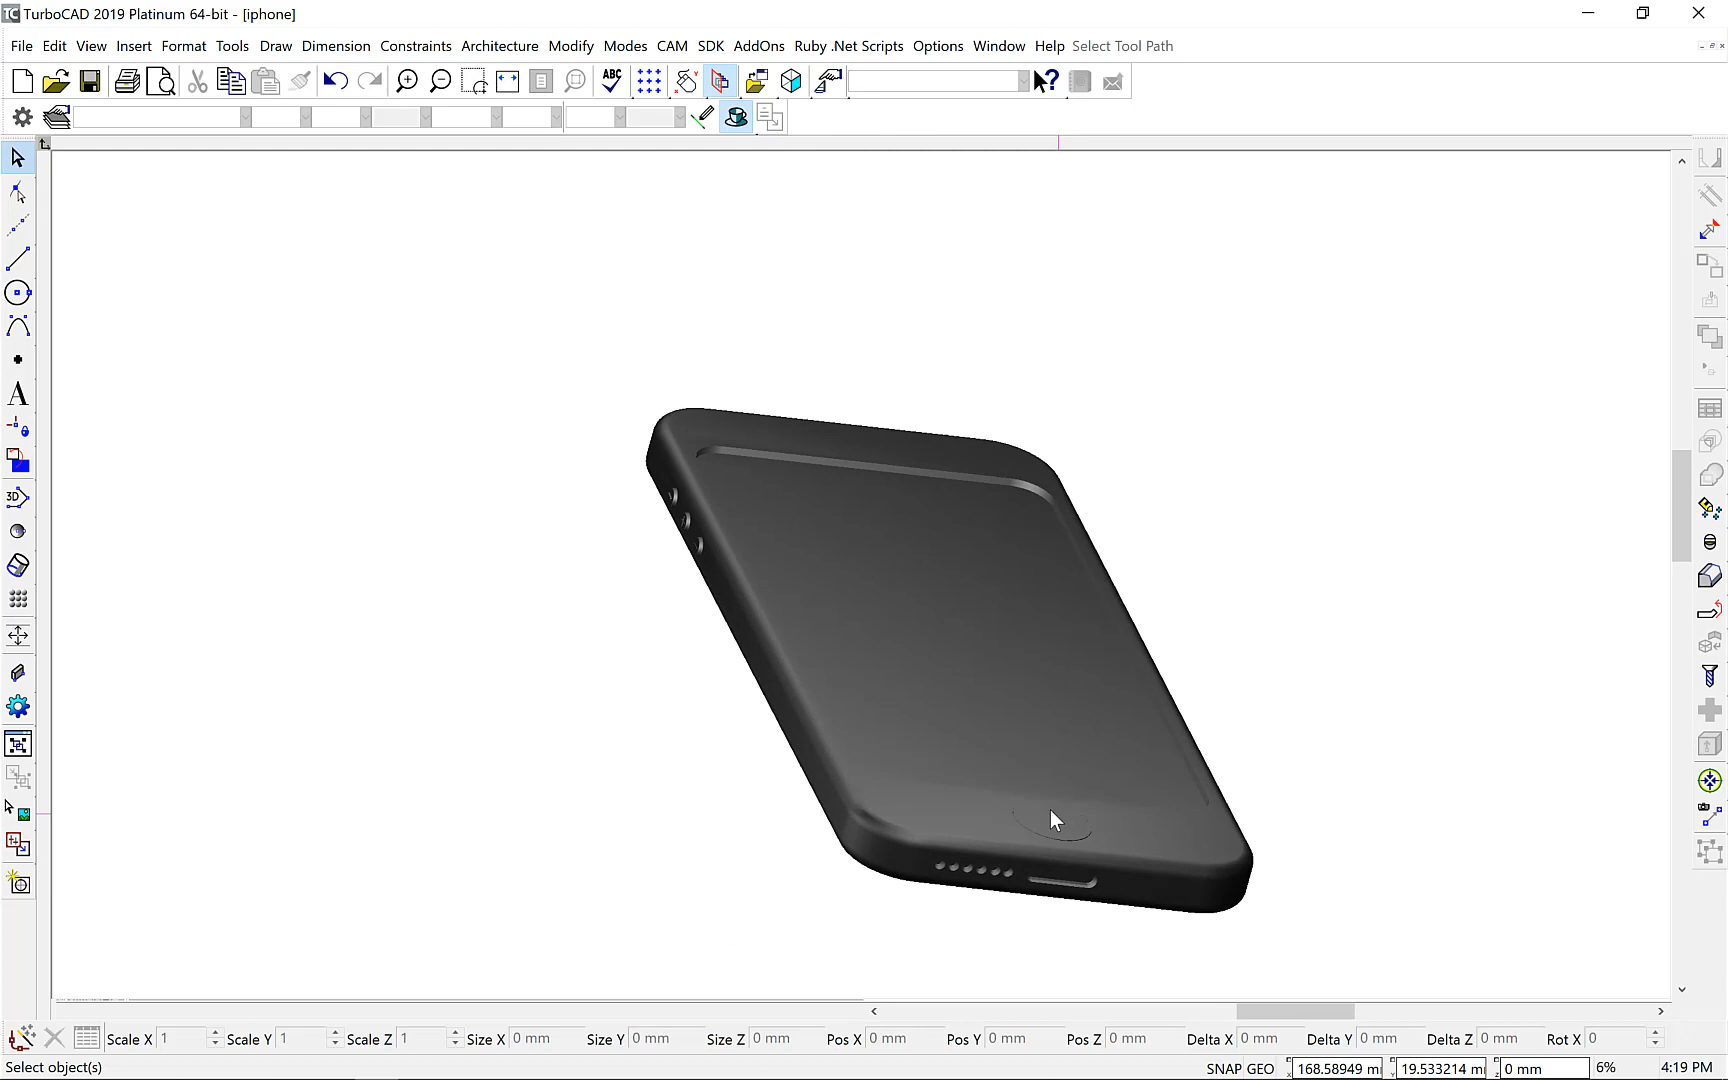 TC TurboCAD 2019 Platinum 64-bit - [iphone]
File Edit View Insert Format Tools Draw Dimension Constraints Architecture Modify Modes CAM SDK AddOns Ruby .Net Scripts Options Window Help Select Tool Path
ABC
?
A
3D
Scale X 1 Scale Y 1 Scale Z 1 Size X 0 mm Size Y 0 mm Size Z 0 mm Pos X 0 mm Pos Y 0 mm Pos Z 0 mm Delta X 0 mm Delta Y 0 mm Delta Z 0 mm Rot X 0
Select object(s) SNAP GEO 168.58949 m 19.533214 m 0 mm 6% 4:19 PM